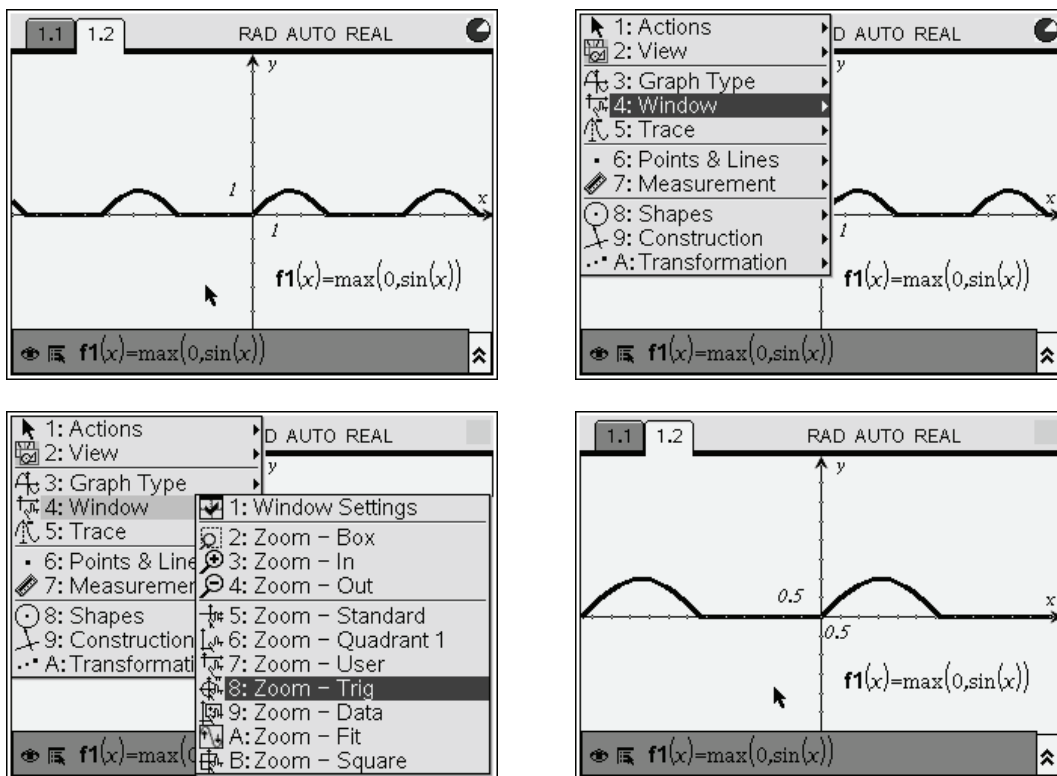 1.1 1.2 RAD AUTO REAL
y
1
x
1
f1(x)=max(0,sin(x))
f1(x)=max(0,sin(x))
1: Actions
2: View
3: Graph Type
4: Window
5: Trace
6: Points & Lines
7: Measurement
8: Shapes
9: Construction
A: Transformation
D AUTO REAL
y
x
1
f1(x)=max(0,sin(x))
f1(x)=max(0,sin(x))
1: Actions
2: View
3: Graph Type
4: Window
5: Trace
6: Points & Line
7: Measuremer
8: Shapes
9: Construction
A: Transformati
D AUTO REAL
y
1: Window Settings
2: Zoom – Box
3: Zoom – In
4: Zoom – Out
5: Zoom – Standard
6: Zoom – Quadrant 1
7: Zoom – User
8: Zoom – Trig
9: Zoom – Data
A: Zoom – Fit
B: Zoom – Square
f1(x)=max(
1.1 1.2 RAD AUTO REAL
y
0.5
x
0.5
f1(x)=max(0,sin(x))
f1(x)=max(0,sin(x))